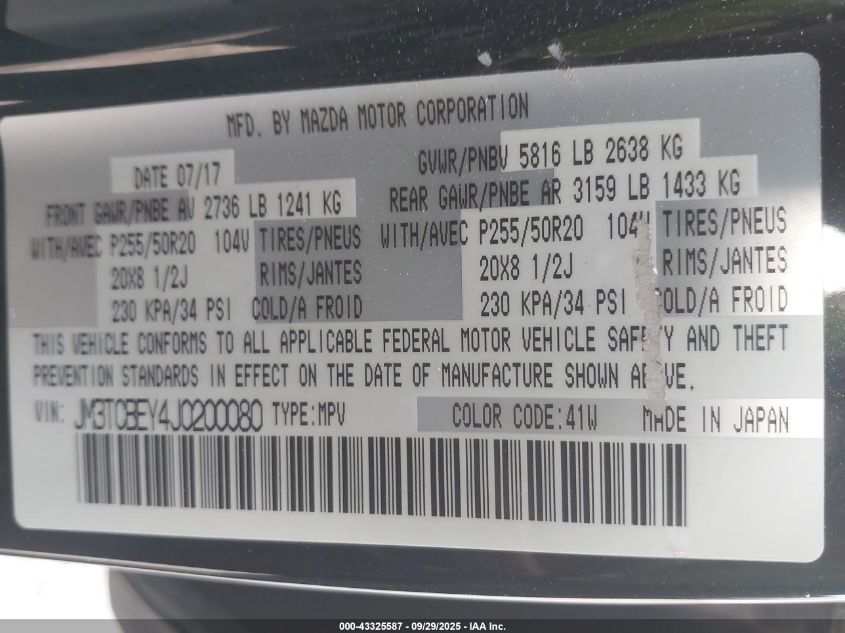 MFD. BY MAZDA MOTOR CORPORATION
DATE 07/17 GVWR/PNBV 5816 LB 2638 KG
FRONT GAWR/PNBE AV 2736 LB 1241 KG REAR GAWR/PNBE AR 3159 LB 1433 KG
WITH/AVEC P255/50R20 104V TIRES/PNEUS WITH/AVEC P255/50R20 104V TIRES/PNEUS
20X8 1/2J RIMS/JANTES 20X8 1/2J RIMS/JANTES
230 KPA/34 PSI COLD/A FROID 230 KPA/34 PSI COLD/A FROID
THIS VEHICLE CONFORMS TO ALL APPLICABLE FEDERAL MOTOR VEHICLE SAFETY AND THEFT
PREVENTION STANDARDS IN EFFECT ON THE DATE OF MANUFACTURE SHOWN ABOVE.
VIN: JM3TCBEY4J0200080 TYPE:MPV COLOR CODE:41W MADE IN JAPAN
000-43325587 - 09/29/2025 - IAA Inc.